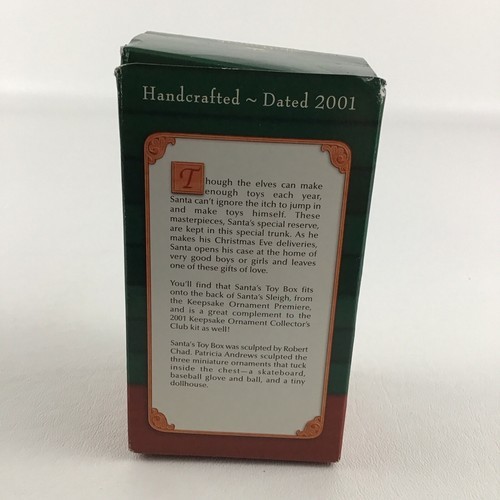 Handcrafted ~ Dated 2001
Though the elves can make
enough toys each year,
Santa can't ignore the itch to jump in
and make toys himself. These
masterpieces, Santa's special reserve,
are kept in this special trunk. As he
makes his Christmas Eve deliveries,
Santa opens his case at the home of
very good boys or girls and leaves
one of these gifts of love.
You'll find that Santa's Toy Box fits
onto the back of Santa's Sleigh, from
the Keepsake Ornament Premiere,
and is a great complement to the
2001 Keepsake Ornament Collector's
Club kit as well!
Santa's Toy Box was sculpted by Robert
Chad. Patricia Andrews sculpted the
three miniature ornaments that tuck
inside the chest—a skateboard,
baseball glove and ball, and a tiny
dollhouse.